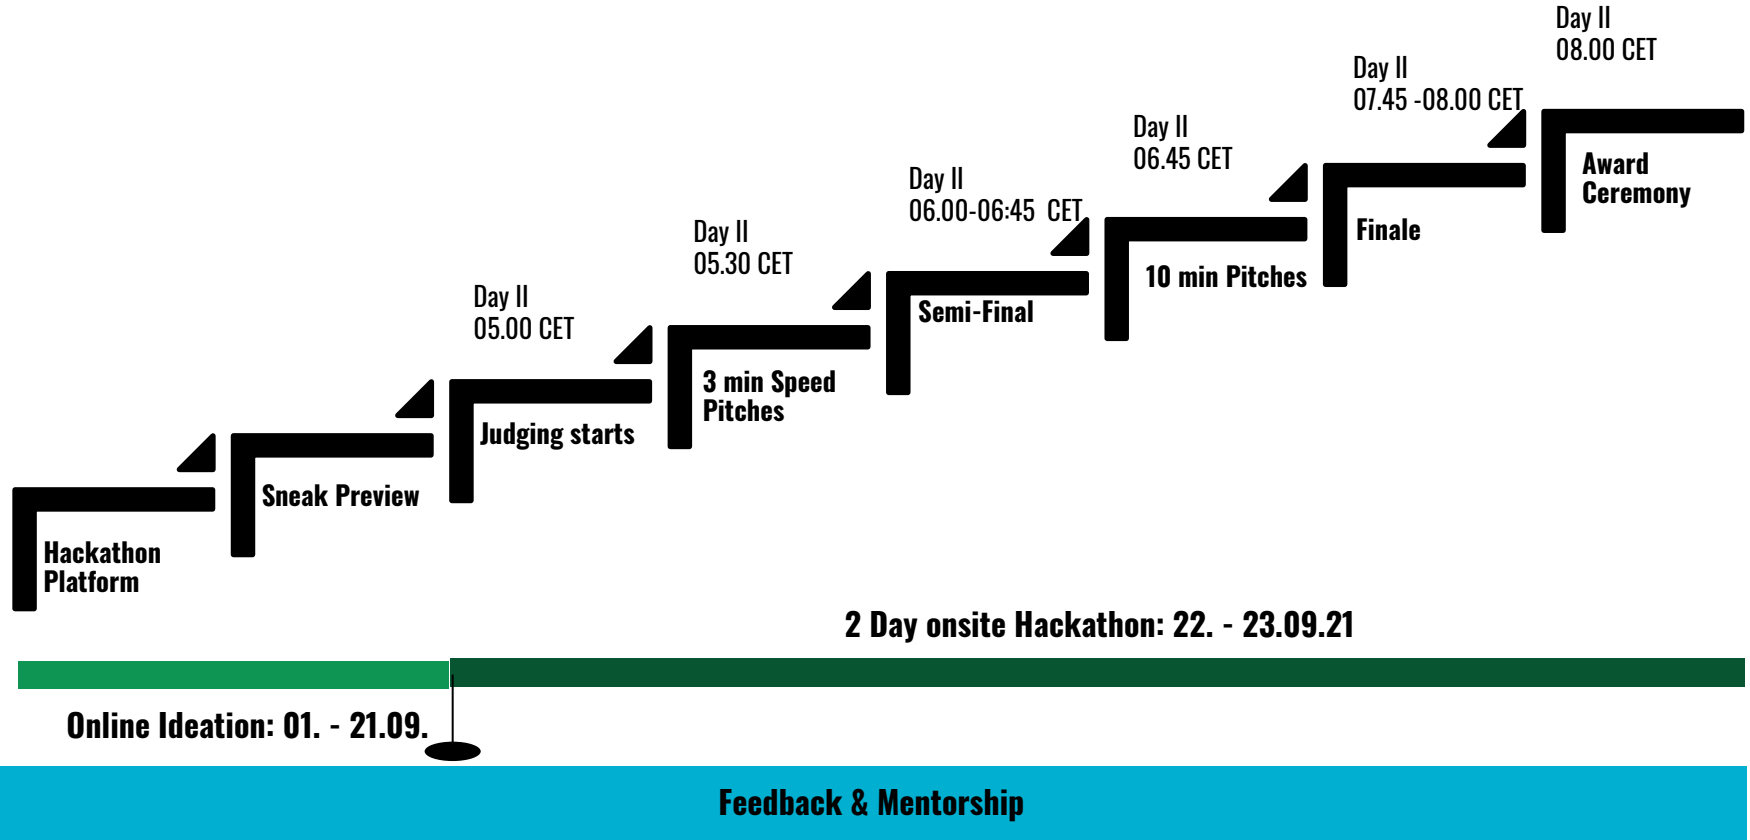 Day II
08.00 CET
Day II
07.45 -08.00 CET
Day II
06.45 CET
Day II
06.00-06:45  CET
Day II
05.30 CET
Day II
05.00 CET
Award
Ceremony
Finale
10 min Pitches
Semi-Final
3 min Speed
Pitches
Judging starts
Sneak Preview
Hackathon
Platform
2 Day onsite Hackathon: 22. - 23.09.21
Online Ideation: 01. - 21.09.
Feedback & Mentorship